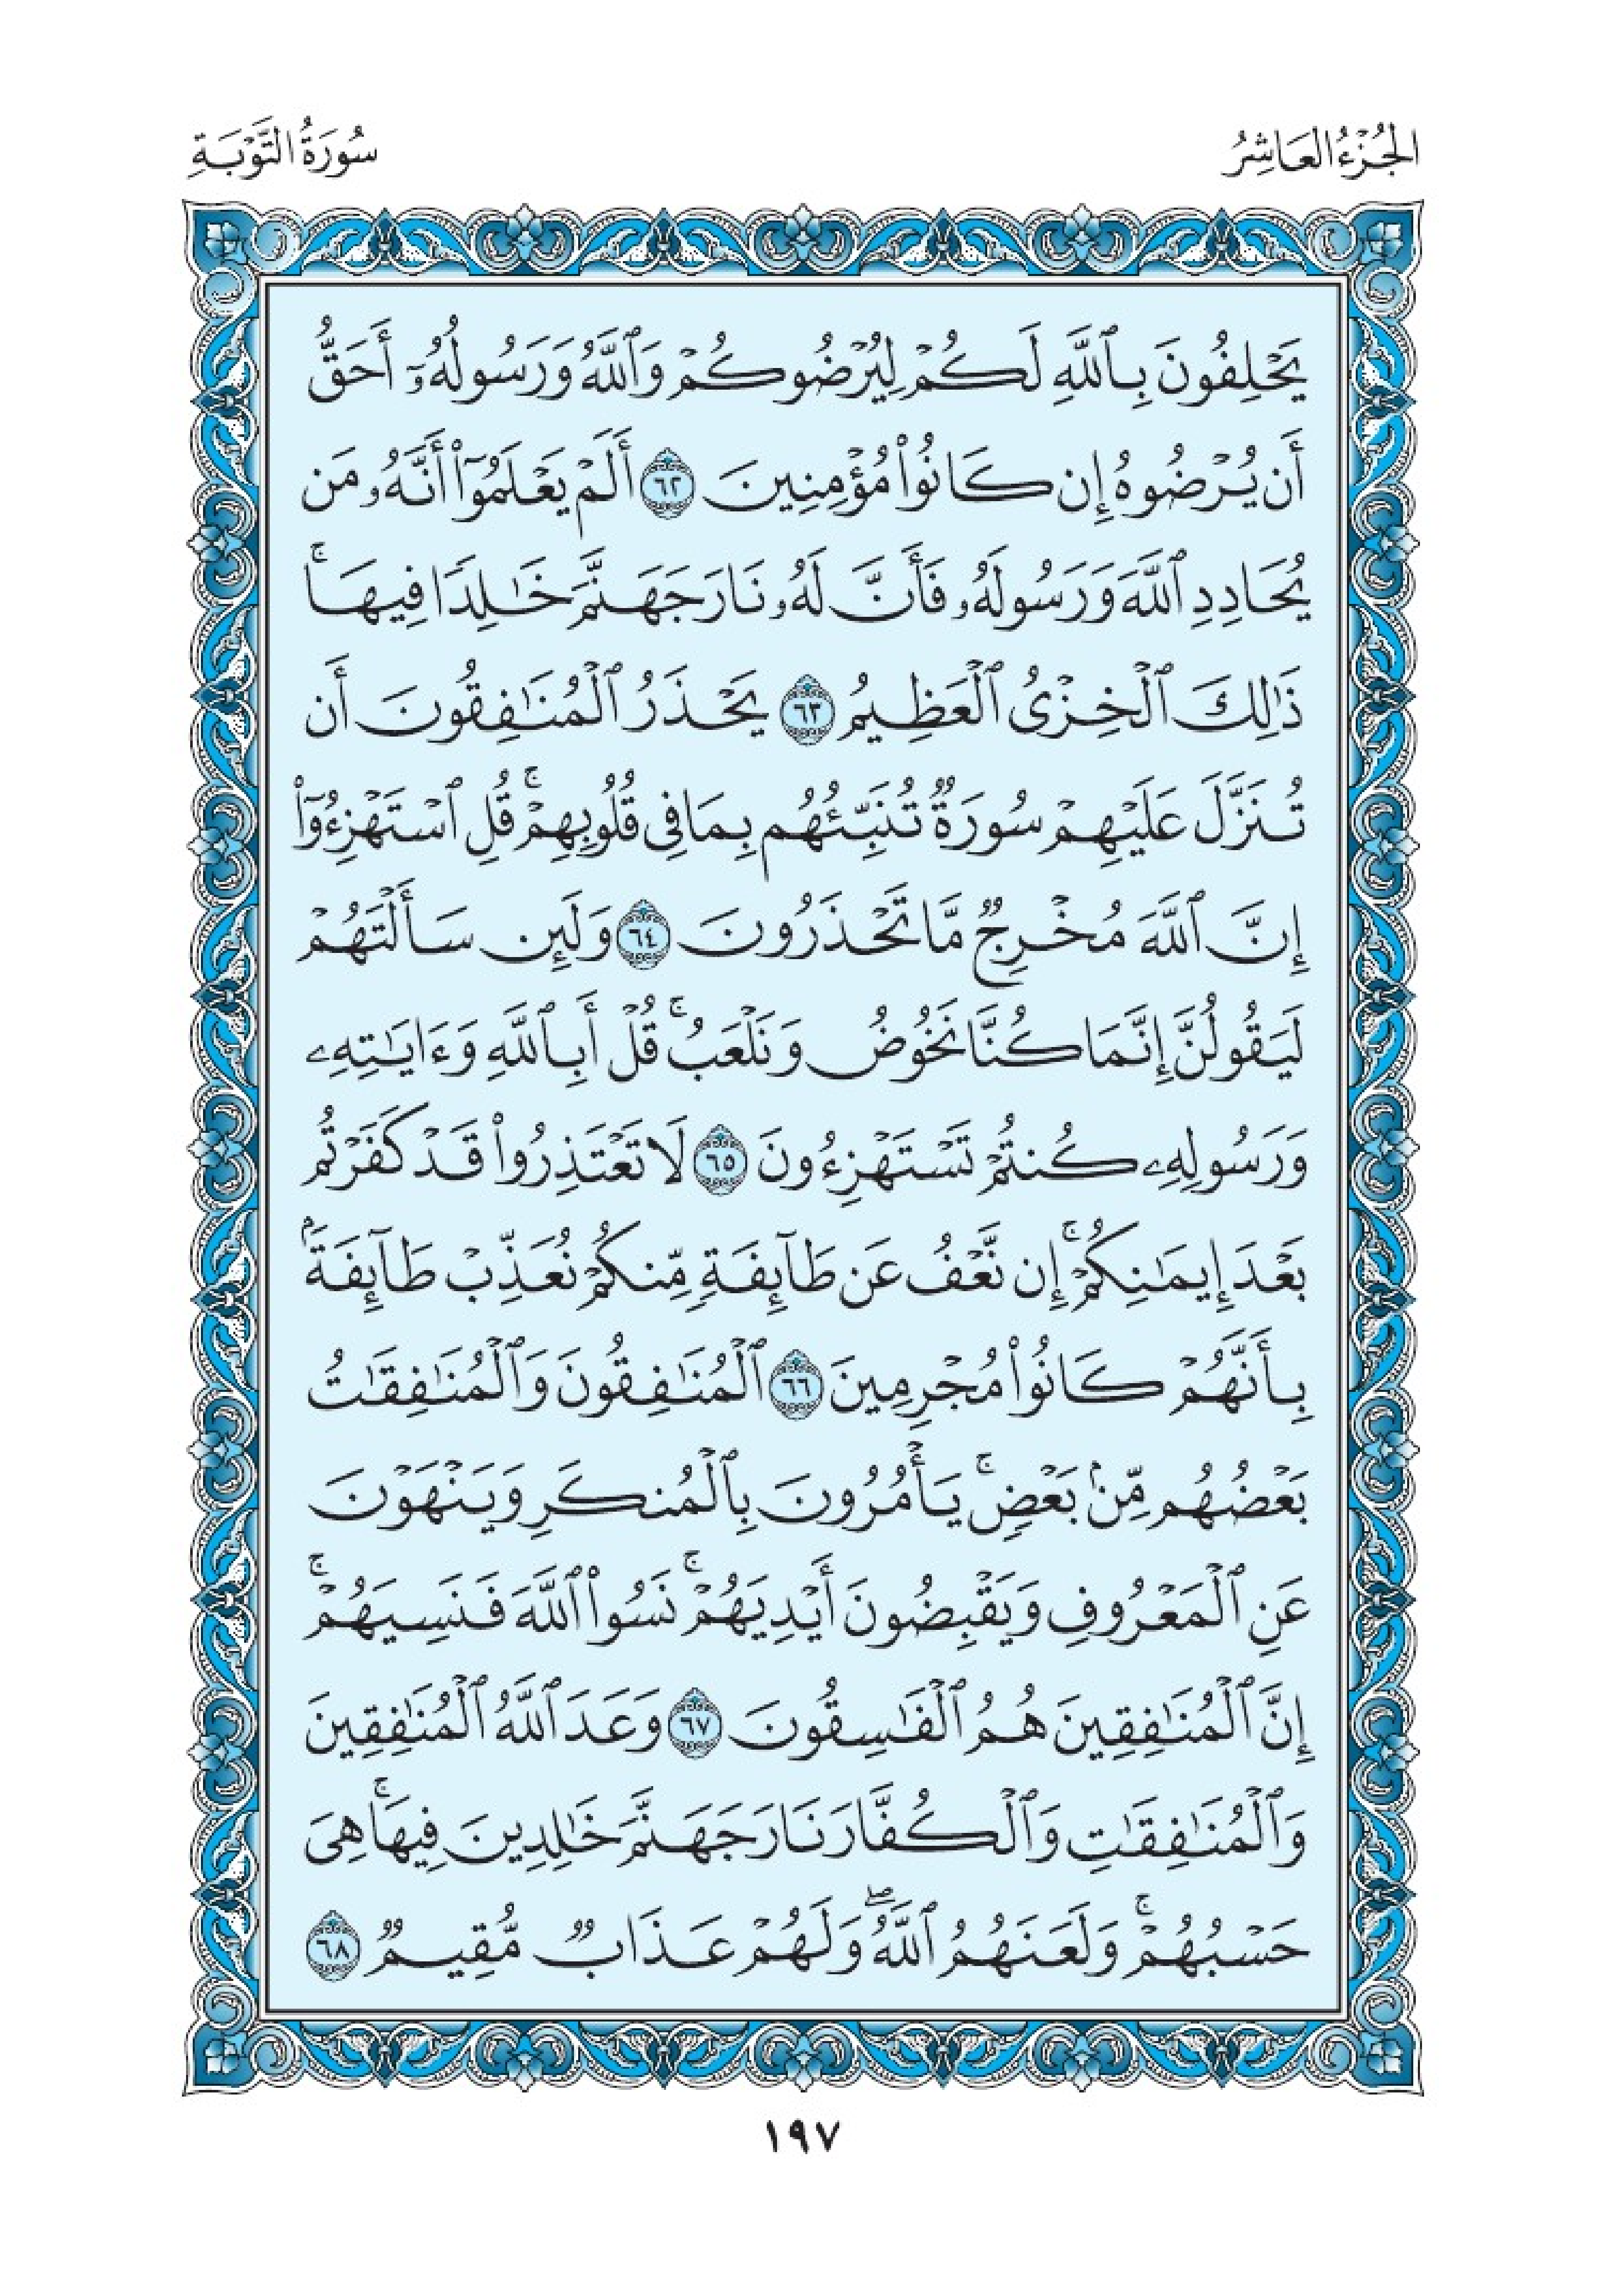 الجُزْءُ العَاشِرُ
سُورَةُ التَّوْبَةِ
يَحْلِفُونَ بِٱللَّهِ لَكُمْ لِيُرْضُوكُمْ وَٱللَّهُ وَرَسُولُهُۥٓ أَحَقُّ
أَن يُرْضُوهُ إِن كَانُوا۟ مُؤْمِنِينَ ٦٢ أَلَمْ يَعْلَمُوٓا۟ أَنَّهُۥ مَن
يُحَادِدِ ٱللَّهَ وَرَسُولَهُۥ فَأَنَّ لَهُۥ نَارَ جَهَنَّمَ خَٰلِدًا فِيهَا ۚ
ذَٰلِكَ ٱلْخِزْىُ ٱلْعَظِيمُ ٦٣ يَحْذَرُ ٱلْمُنَٰفِقُونَ أَن
تُنَزَّلَ عَلَيْهِمْ سُورَةٌ تُنَبِّئُهُم بِمَا فِى قُلُوبِهِمْ ۚ قُلِ ٱسْتَهْزِءُوٓا۟
إِنَّ ٱللَّهَ مُخْرِجٌ مَّا تَحْذَرُونَ ٦٤ وَلَئِن سَأَلْتَهُمْ
لَيَقُولُنَّ إِنَّمَا كُنَّا نَخُوضُ وَنَلْعَبُ ۚ قُلْ أَبِٱللَّهِ وَءَايَٰتِهِۦ
وَرَسُولِهِۦ كُنتُمْ تَسْتَهْزِءُونَ ٦٥ لَا تَعْتَذِرُوا۟ قَدْ كَفَرْتُم
بَعْدَ إِيمَٰنِكُمْ ۚ إِن نَّعْفُ عَن طَآئِفَةٍ مِّنكُمْ نُعَذِّبْ طَآئِفَةًۢ
بِأَنَّهُمْ كَانُوا۟ مُجْرِمِينَ ٦٦ ٱلْمُنَٰفِقُونَ وَٱلْمُنَٰفِقَٰتُ
بَعْضُهُم مِّنۢ بَعْضٍ ۚ يَأْمُرُونَ بِٱلْمُنكَرِ وَيَنْهَوْنَ
عَنِ ٱلْمَعْرُوفِ وَيَقْبِضُونَ أَيْدِيَهُمْ ۚ نَسُوا۟ ٱللَّهَ فَنَسِيَهُمْ ۚ
إِنَّ ٱلْمُنَٰفِقِينَ هُمُ ٱلْفَٰسِقُونَ ٦٧ وَعَدَ ٱللَّهُ ٱلْمُنَٰفِقِينَ
وَٱلْمُنَٰفِقَٰتِ وَٱلْكُفَّارَ نَارَ جَهَنَّمَ خَٰلِدِينَ فِيهَا ۚ هِىَ
حَسْبُهُمْ ۚ وَلَعَنَهُمُ ٱللَّهُ ۖ وَلَهُمْ عَذَابٌ مُّقِيمٌ ٦٨
١٩٧